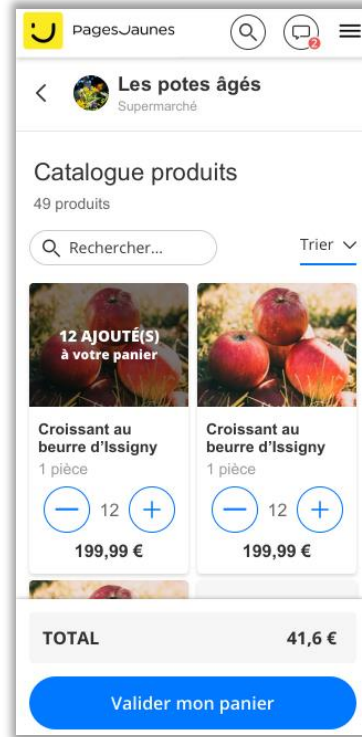 PagesJaunes
2
Les potes âgés
Supermarché
Catalogue produits
49 produits
Rechercher...
Trier
12 AJOUTÉ(S)
à votre panier
Croissant au
beurre d'Issigny
1 pièce
12
199,99 €
Croissant au
beurre d'Issigny
1 pièce
12
199,99 €
TOTAL 41,6 €
Valider mon panier